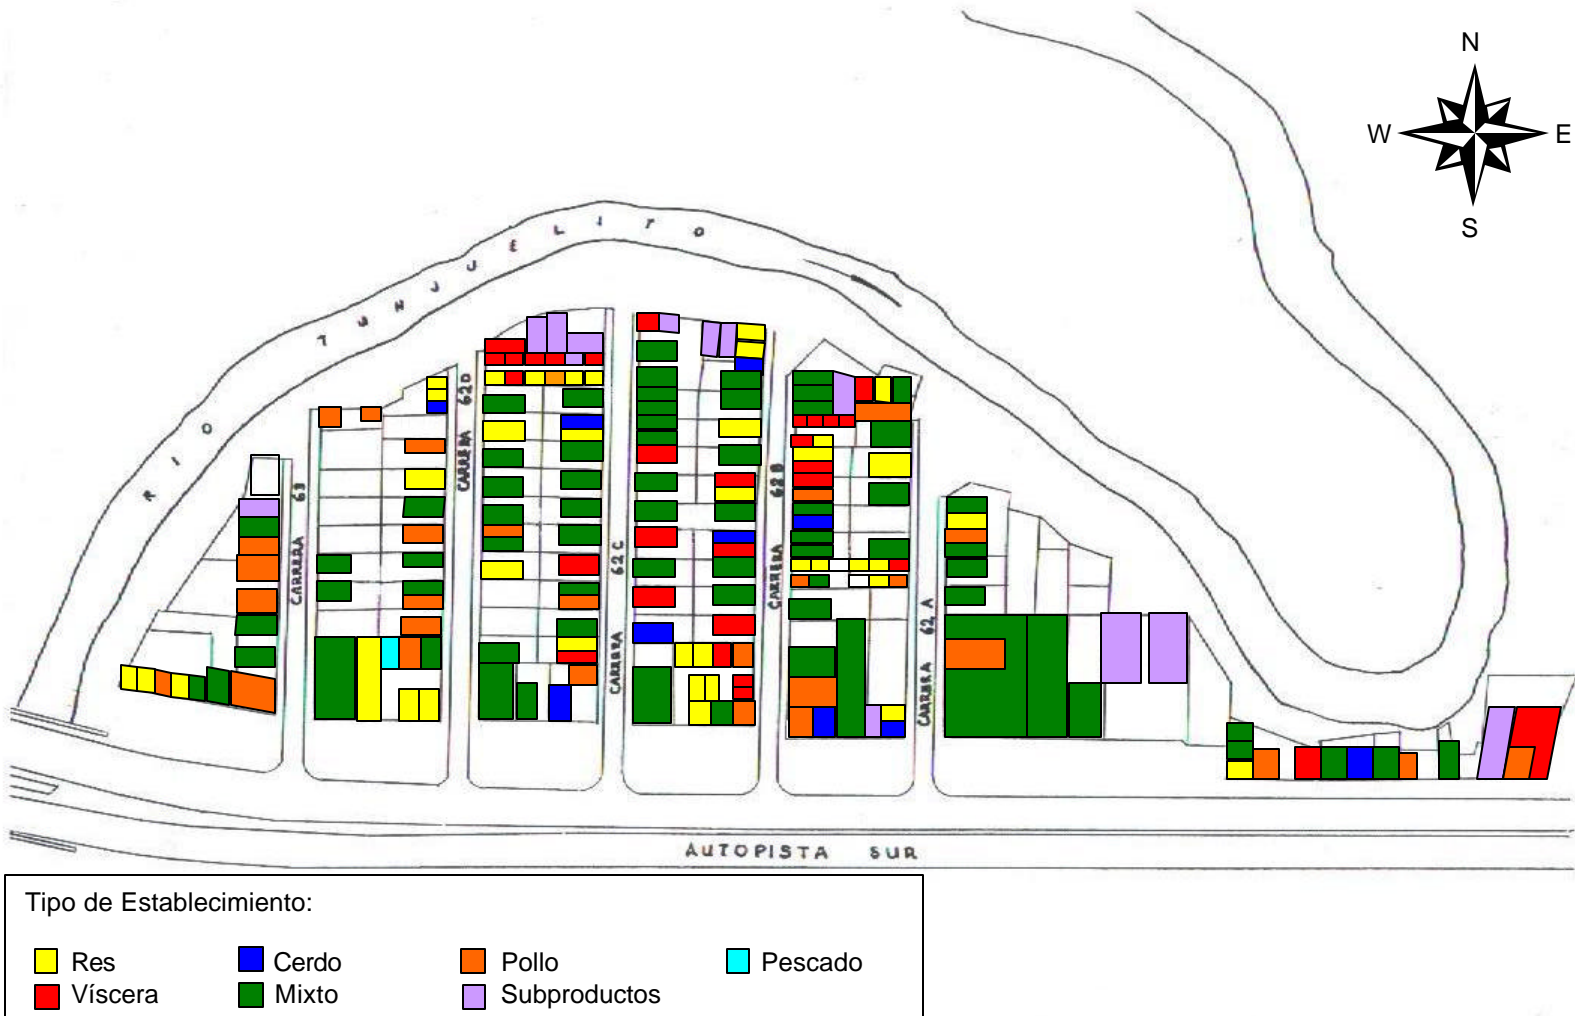 N
W E
S
RIO TUNJUELITO
CARRERA 63
CARRERA 62D
CARRERA 62C
CARRERA 62B
CARRERA 62A
AUTOPISTA SUR
Tipo de Establecimiento:
Res Cerdo Pollo Pescado
Víscera Mixto Subproductos